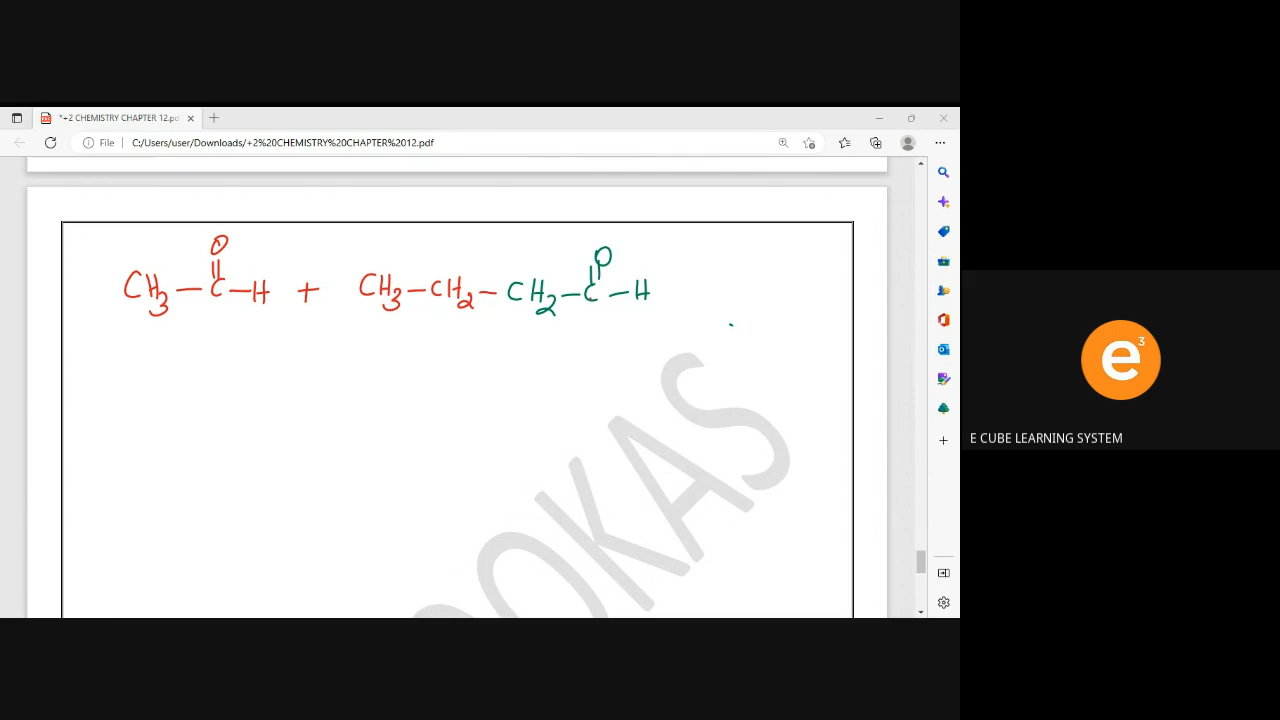 *+2 CHEMISTRY CHAPTER 12.pd
File C:/Users/user/Downloads/+2%20CHEMISTRY%20CHAPTER%2012.pdf
O O
CH3 — C — H + CH3 — CH2 — CH2 — C — H
OKAS
e3
E CUBE LEARNING SYSTEM